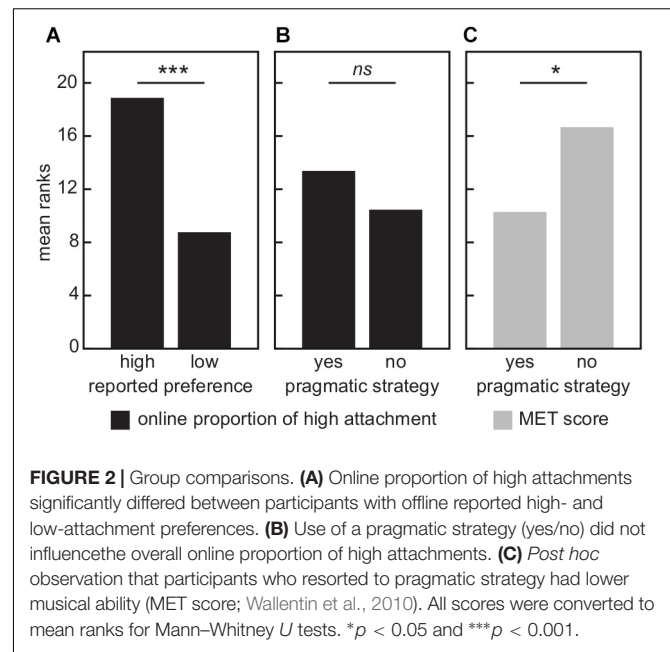 A B C
*** ns *
20
16
12
8
4
0
mean ranks
high low yes no yes no
reported preference pragmatic strategy pragmatic strategy
online proportion of high attachment MET score
FIGURE 2 | Group comparisons. (A) Online proportion of high attachments
significantly differed between participants with offline reported high- and
low-attachment preferences. (B) Use of a pragmatic strategy (yes/no) did not
influencethe overall online proportion of high attachments. (C) Post hoc
observation that participants who resorted to pragmatic strategy had lower
musical ability (MET score; Wallentin et al., 2010). All scores were converted to
mean ranks for Mann–Whitney U tests. *p < 0.05 and ***p < 0.001.